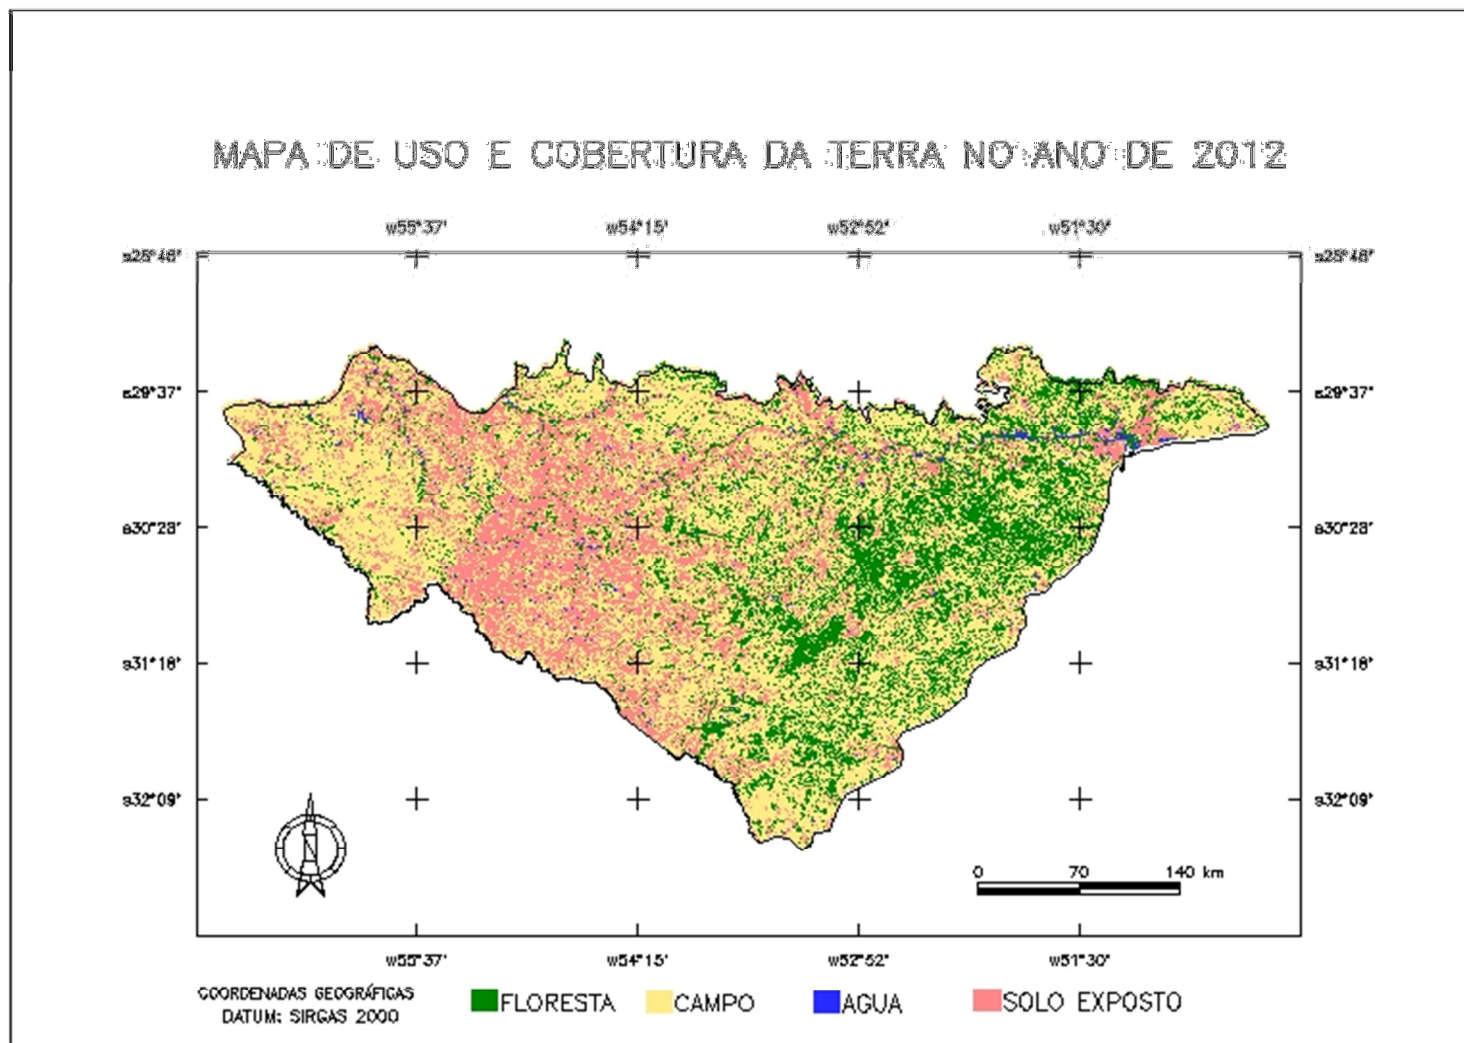 MAPA DE USO E COBERTURA DA TERRA NO ANO DE 2012
w55°37' w54°15' w52°52' w51°30'
s28°46' s28°46'
s29°37' s29°37'
s30°28' s30°28'
s31°18' s31°18'
s32°09' s32°09'
0 70 140 km
w55°37' w54°15' w52°52' w51°30'
COORDENADAS GEOGRÁFICAS
DATUM: SIRGAS 2000
FLORESTA CAMPO AGUA SOLO EXPOSTO